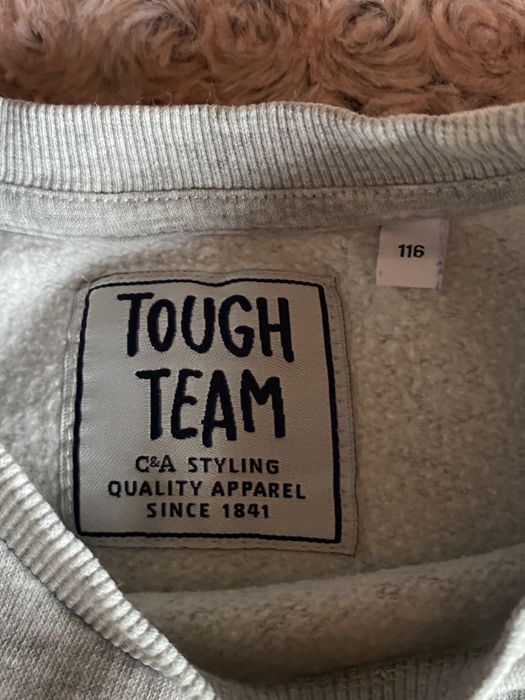 116
TOUGH
TEAM
C&A STYLING
QUALITY APPAREL
SINCE 1841